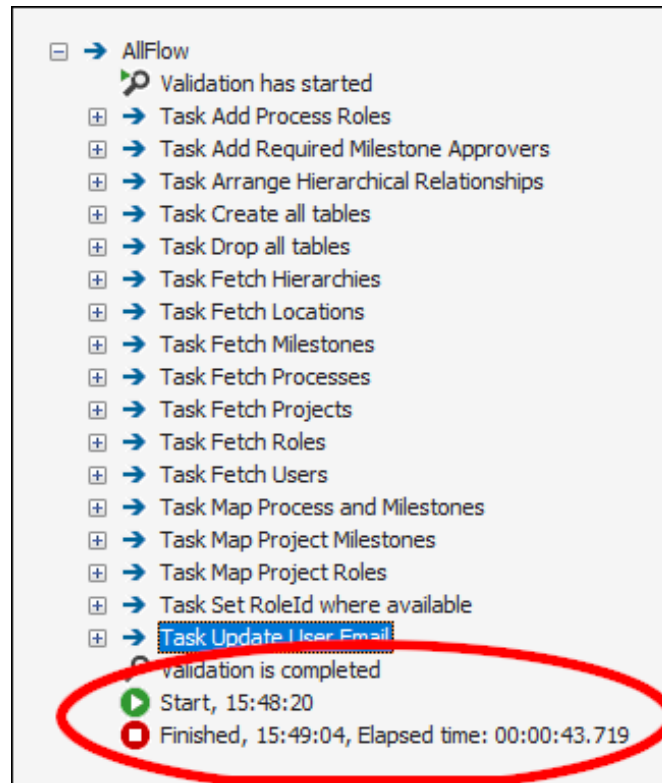 AllFlow
Validation has started
Task Add Process Roles
Task Add Required Milestone Approvers
Task Arrange Hierarchical Relationships
Task Create all tables
Task Drop all tables
Task Fetch Hierarchies
Task Fetch Locations
Task Fetch Milestones
Task Fetch Processes
Task Fetch Projects
Task Fetch Roles
Task Fetch Users
Task Map Process and Milestones
Task Map Project Milestones
Task Map Project Roles
Task Set RoleId where available
Task Update User Email
Validation is completed
Start, 15:48:20
Finished, 15:49:04, Elapsed time: 00:00:43.719